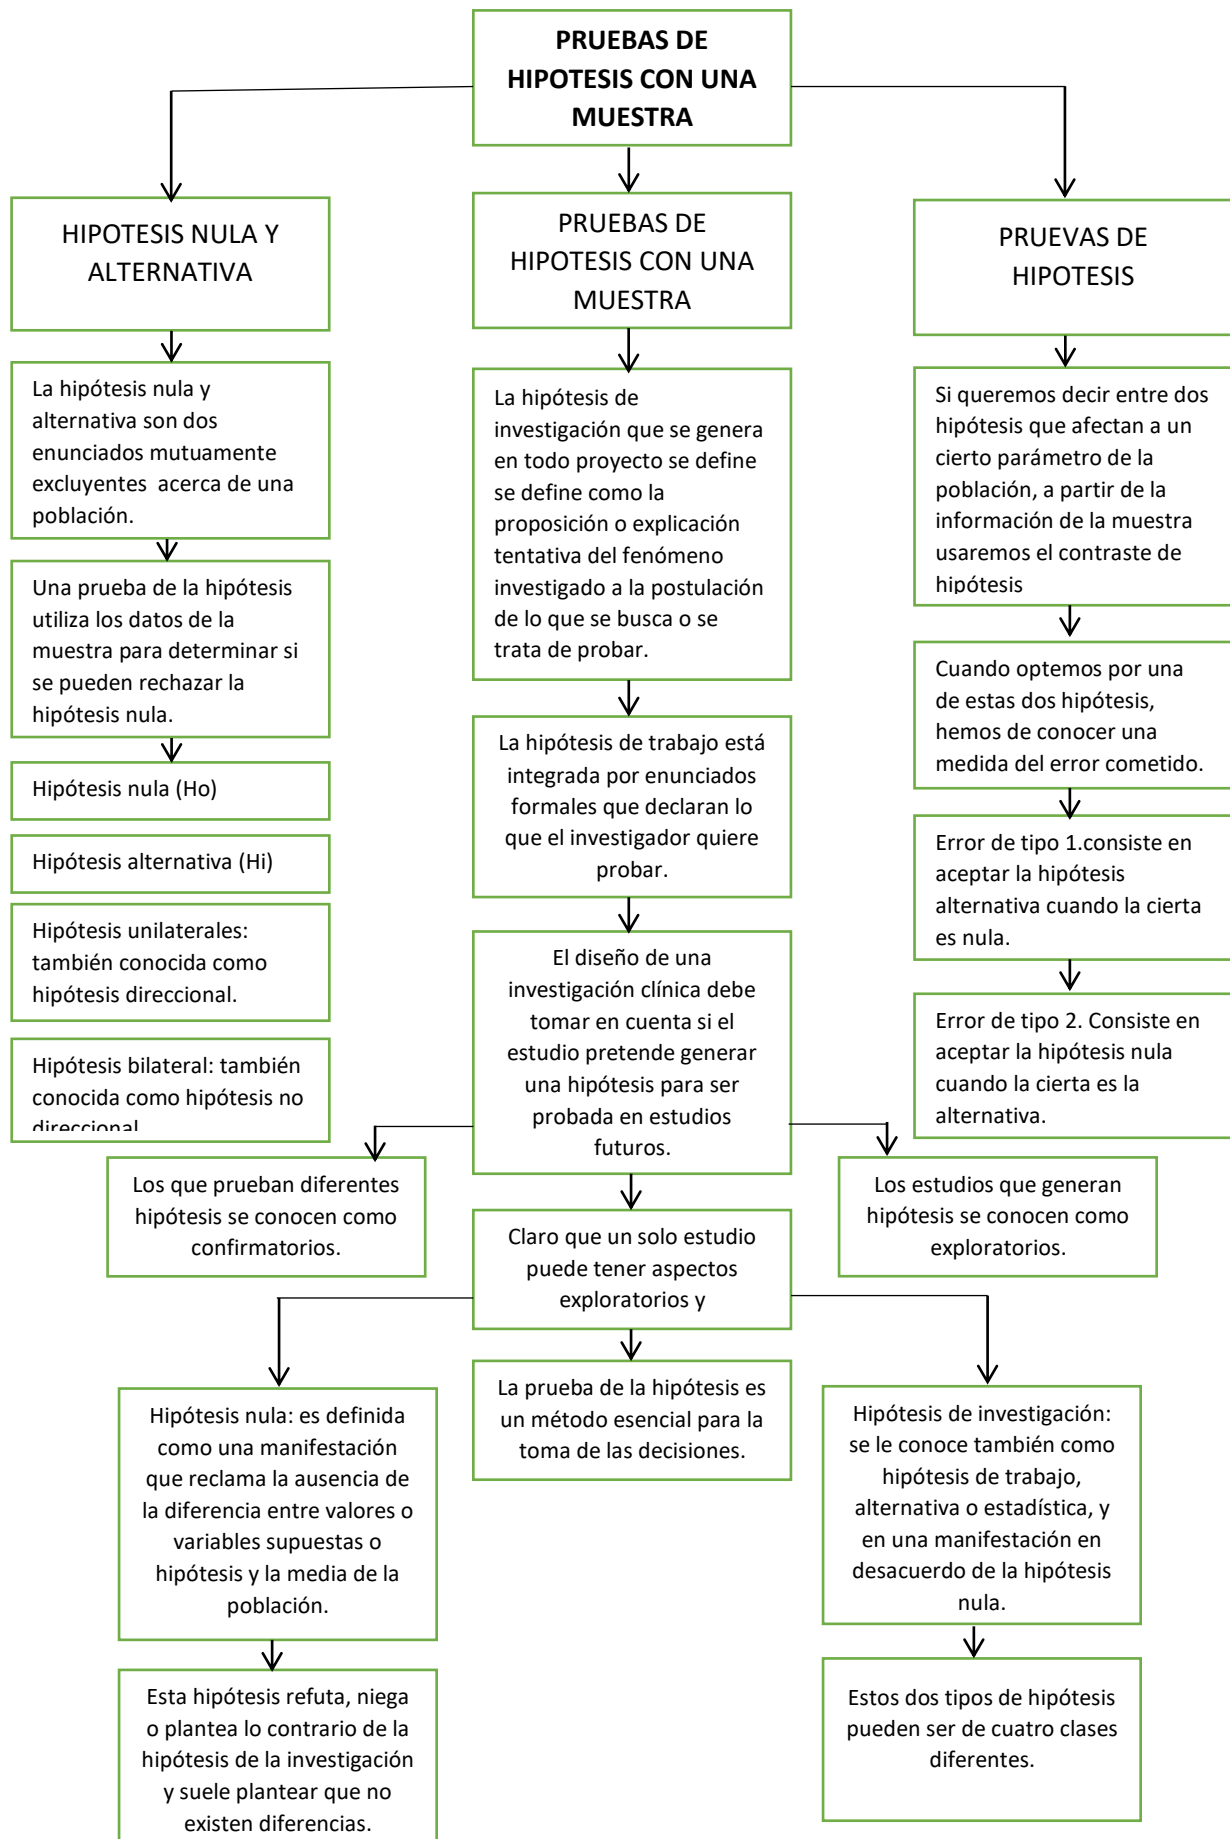 PRUEBAS DE
HIPOTESIS CON UNA
MUESTRA
HIPOTESIS NULA Y
ALTERNATIVA
La hipótesis nula y
alternativa son dos
enunciados mutuamente
excluyentes acerca de una
población.
Una prueba de la hipótesis
utiliza los datos de la
muestra para determinar si
se pueden rechazar la
hipótesis nula.
Hipótesis nula (Ho)
Hipótesis alternativa (Hi)
Hipótesis unilaterales:
también conocida como
hipótesis direccional.
Hipótesis bilateral: también
conocida como hipótesis no
direccional
PRUEBAS DE
HIPOTESIS CON UNA
MUESTRA
La hipótesis de
investigación que se genera
en todo proyecto se define
se define como la
proposición o explicación
tentativa del fenómeno
investigado a la postulación
de lo que se busca o se
trata de probar.
La hipótesis de trabajo está
integrada por enunciados
formales que declaran lo
que el investigador quiere
probar.
El diseño de una
investigación clínica debe
tomar en cuenta si el
estudio pretende generar
una hipótesis para ser
probada en estudios
futuros.
PRUEVAS DE
HIPOTESIS
Si queremos decir entre dos
hipótesis que afectan a un
cierto parámetro de la
población, a partir de la
información de la muestra
usaremos el contraste de
hipótesis
Cuando optemos por una
de estas dos hipótesis,
hemos de conocer una
medida del error cometido.
Error de tipo 1.consiste en
aceptar la hipótesis
alternativa cuando la cierta
es nula.
Error de tipo 2. Consiste en
aceptar la hipótesis nula
cuando la cierta es la
alternativa.
Los que prueban diferentes
hipótesis se conocen como
confirmatorios.
Los estudios que generan
hipótesis se conocen como
exploratorios.
Claro que un solo estudio
puede tener aspectos
exploratorios y
Hipótesis nula: es definida
como una manifestación
que reclama la ausencia de
la diferencia entre valores o
variables supuestas o
hipótesis y la media de la
población.
La prueba de la hipótesis es
un método esencial para la
toma de las decisiones.
Hipótesis de investigación:
se le conoce también como
hipótesis de trabajo,
alternativa o estadística, y
en una manifestación en
desacuerdo de la hipótesis
nula.
Esta hipótesis refuta, niega
o plantea lo contrario de la
hipótesis de la investigación
y suele plantear que no
existen diferencias.
Estos dos tipos de hipótesis
pueden ser de cuatro clases
diferentes.